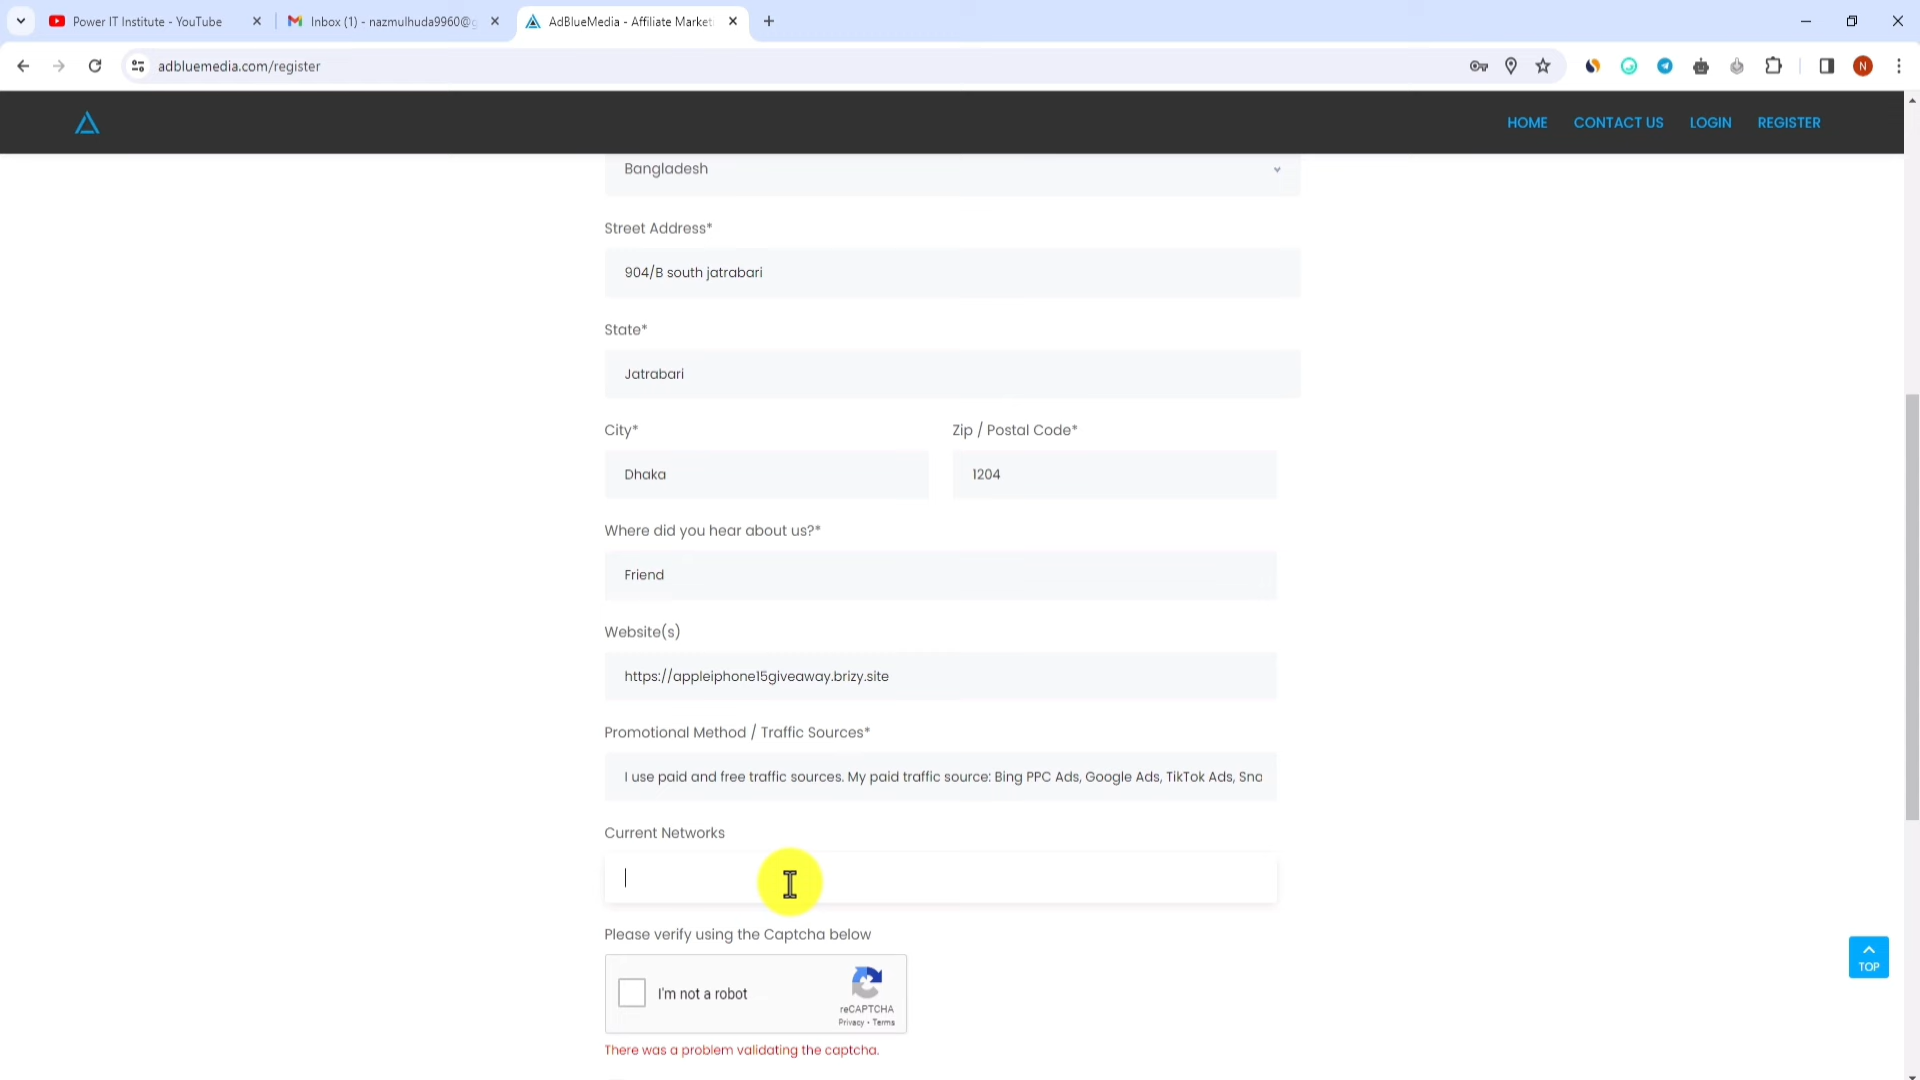 Power IT Institute - YouTube
Inbox (1) - nazmulhuda9960@g
AdBlueMedia - Affiliate Market
adbluemedia.com/register
N
HOME
CONTACT US
LOGIN
REGISTER
Bangladesh
Street Address*
904/B south jatrabari
State*
Jatrabari
City*
Zip / Postal Code*
Dhaka
1204
Where did you hear about us?*
Friend
Website(s)
https://appleiphone15giveaway.brizy.site
Promotional Method / Traffic Sources*
I use paid and free traffic sources. My paid traffic source: Bing PPC Ads, Google Ads, TikTok Ads, Sna
Current Networks
Please verify using the Captcha below
I'm not a robot
reCAPTCHA
Privacy - Terms
There was a problem validating the captcha.
TOP